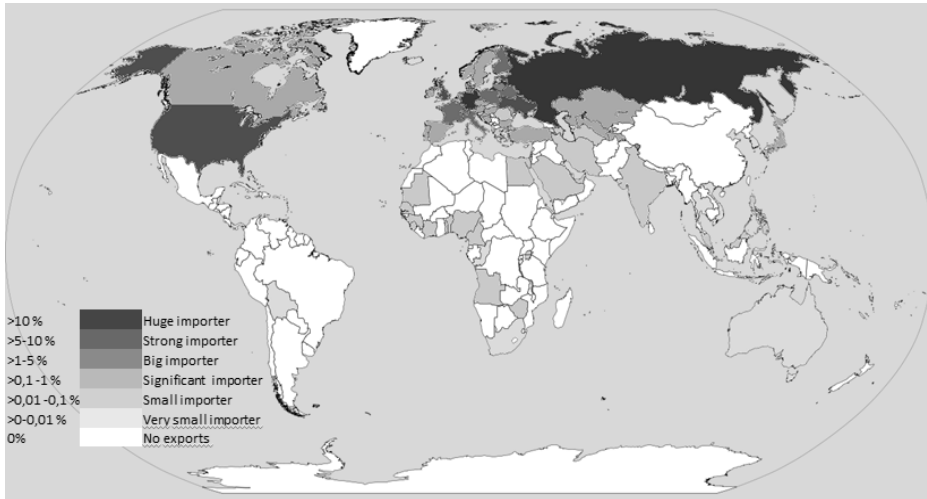 >10 % Huge importer
>5-10 % Strong importer
>1-5 % Big importer
>0,1 -1 % Significant importer
>0,01 -0,1 % Small importer
>0-0,01 % Very small importer
0% No exports